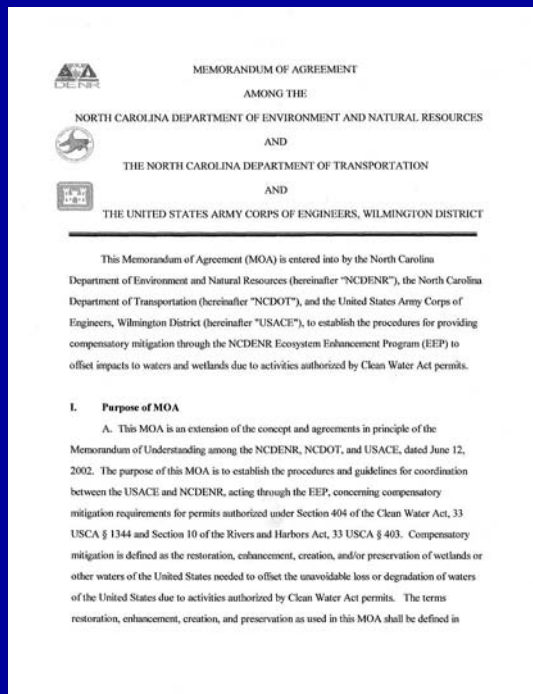 DENR
MEMORANDUM OF AGREEMENT
AMONG THE
NORTH CAROLINA DEPARTMENT OF ENVIRONMENT AND NATURAL RESOURCES
AND
THE NORTH CAROLINA DEPARTMENT OF TRANSPORTATION
AND
THE UNITED STATES ARMY CORPS OF ENGINEERS, WILMINGTON DISTRICT
This Memorandum of Agreement (MOA) is entered into by the North Carolina
Department of Environment and Natural Resources (hereinafter "NCDENR"), the North Carolina
Department of Transportation (hereinafter "NCDOT"), and the United States Army Corps of
Engineers, Wilmington District (hereinafter "USACE"), to establish the procedures for providing
compensatory mitigation through the NCDENR Ecosystem Enhancement Program (EEP) to
offset impacts to waters and wetlands due to activities authorized by Clean Water Act permits.
I. Purpose of MOA
A. This MOA is an extension of the concept and agreements in principle of the
Memorandum of Understanding among the NCDENR, NCDOT, and USACE, dated June 12,
2002. The purpose of this MOA is to establish the procedures and guidelines for coordination
between the USACE and NCDENR, acting through the EEP, concerning compensatory
mitigation requirements for permits authorized under Section 404 of the Clean Water Act, 33
USCA § 1344 and Section 10 of the Rivers and Harbors Act, 33 USCA § 403. Compensatory
mitigation is defined as the restoration, enhancement, creation, and/or preservation of wetlands or
other waters of the United States needed to offset the unavoidable loss or degradation of waters
of the United States due to activities authorized by Clean Water Act permits. The terms
restoration, enhancement, creation, and preservation as used in this MOA shall be defined in